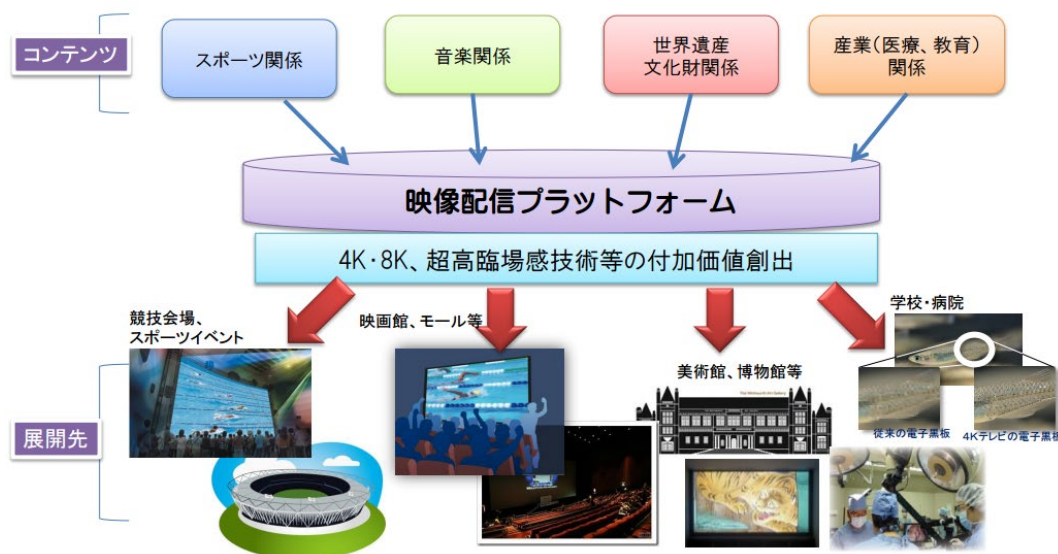 コンテンツ
スポーツ関係
音楽関係
世界遺産
文化財関係
産業（医療、教育）
関係
映像配信プラットフォーム
4K・8K、超高臨場感技術等の付加価値創出
展開先
競技会場、
スポーツイベント
映画館、モール等
美術館、博物館等
学校・病院
従来の電子黒板
4Kテレビの電子黒板